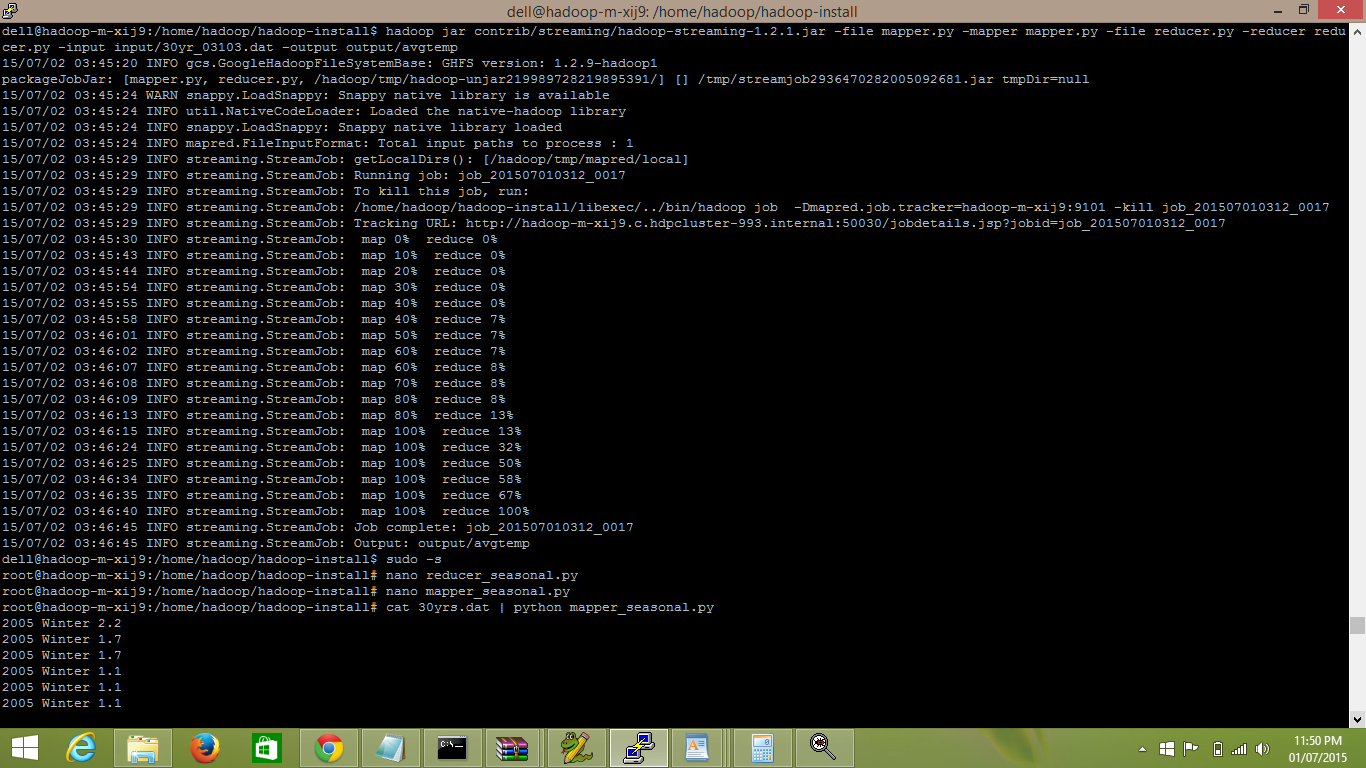 dell@hadoop-m-xij9: /home/hadoop/hadoop-install
dell@hadoop-m-xij9:/home/hadoop/hadoop-install$ hadoop jar contrib/streaming/hadoop-streaming-1.2.1.jar -file mapper.py -mapper mapper.py -file reducer.py -reducer redu
cer.py -input input/30yr_03103.dat -output output/avgtemp
15/07/02 03:45:20 INFO gcs.GoogleHadoopFileSystemBase: GHFS version: 1.2.9-hadoop1
packageJobJar: [mapper.py, reducer.py, /hadoop/tmp/hadoop-unjar219989728219895391/] [] /tmp/streamjob2936470282005092681.jar tmpDir=null
15/07/02 03:45:24 WARN snappy.LoadSnappy: Snappy native library is available
15/07/02 03:45:24 INFO util.NativeCodeLoader: Loaded the native-hadoop library
15/07/02 03:45:24 INFO snappy.LoadSnappy: Snappy native library loaded
15/07/02 03:45:24 INFO mapred.FileInputFormat: Total input paths to process : 1
15/07/02 03:45:29 INFO streaming.StreamJob: getLocalDirs(): [/hadoop/tmp/mapred/local]
15/07/02 03:45:29 INFO streaming.StreamJob: Running job: job_201507010312_0017
15/07/02 03:45:29 INFO streaming.StreamJob: To kill this job, run:
15/07/02 03:45:29 INFO streaming.StreamJob: /home/hadoop/hadoop-install/libexec/../bin/hadoop job  -Dmapred.job.tracker=hadoop-m-xij9:9101 -kill job_201507010312_0017
15/07/02 03:45:29 INFO streaming.StreamJob: Tracking URL: http://hadoop-m-xij9.c.hdpcluster-993.internal:50030/jobdetails.jsp?jobid=job_201507010312_0017
15/07/02 03:45:30 INFO streaming.StreamJob:  map 0%  reduce 0%
15/07/02 03:45:43 INFO streaming.StreamJob:  map 10%  reduce 0%
15/07/02 03:45:44 INFO streaming.StreamJob:  map 20%  reduce 0%
15/07/02 03:45:54 INFO streaming.StreamJob:  map 30%  reduce 0%
15/07/02 03:45:55 INFO streaming.StreamJob:  map 40%  reduce 0%
15/07/02 03:45:58 INFO streaming.StreamJob:  map 40%  reduce 7%
15/07/02 03:46:01 INFO streaming.StreamJob:  map 50%  reduce 7%
15/07/02 03:46:02 INFO streaming.StreamJob:  map 60%  reduce 7%
15/07/02 03:46:07 INFO streaming.StreamJob:  map 60%  reduce 8%
15/07/02 03:46:08 INFO streaming.StreamJob:  map 70%  reduce 8%
15/07/02 03:46:09 INFO streaming.StreamJob:  map 80%  reduce 8%
15/07/02 03:46:13 INFO streaming.StreamJob:  map 80%  reduce 13%
15/07/02 03:46:15 INFO streaming.StreamJob:  map 100%  reduce 13%
15/07/02 03:46:24 INFO streaming.StreamJob:  map 100%  reduce 32%
15/07/02 03:46:25 INFO streaming.StreamJob:  map 100%  reduce 50%
15/07/02 03:46:34 INFO streaming.StreamJob:  map 100%  reduce 58%
15/07/02 03:46:35 INFO streaming.StreamJob:  map 100%  reduce 67%
15/07/02 03:46:40 INFO streaming.StreamJob:  map 100%  reduce 100%
15/07/02 03:46:45 INFO streaming.StreamJob: Job complete: job_201507010312_0017
15/07/02 03:46:45 INFO streaming.StreamJob: Output: output/avgtemp
dell@hadoop-m-xij9:/home/hadoop/hadoop-install$ sudo -s
root@hadoop-m-xij9:/home/hadoop/hadoop-install# nano reducer_seasonal.py
root@hadoop-m-xij9:/home/hadoop/hadoop-install# nano mapper_seasonal.py
root@hadoop-m-xij9:/home/hadoop/hadoop-install# cat 30yrs.dat | python mapper_seasonal.py
2005 Winter 2.2
2005 Winter 1.7
2005 Winter 1.7
2005 Winter 1.1
2005 Winter 1.1
2005 Winter 1.1
C:\
11:50 PM
01/07/2015